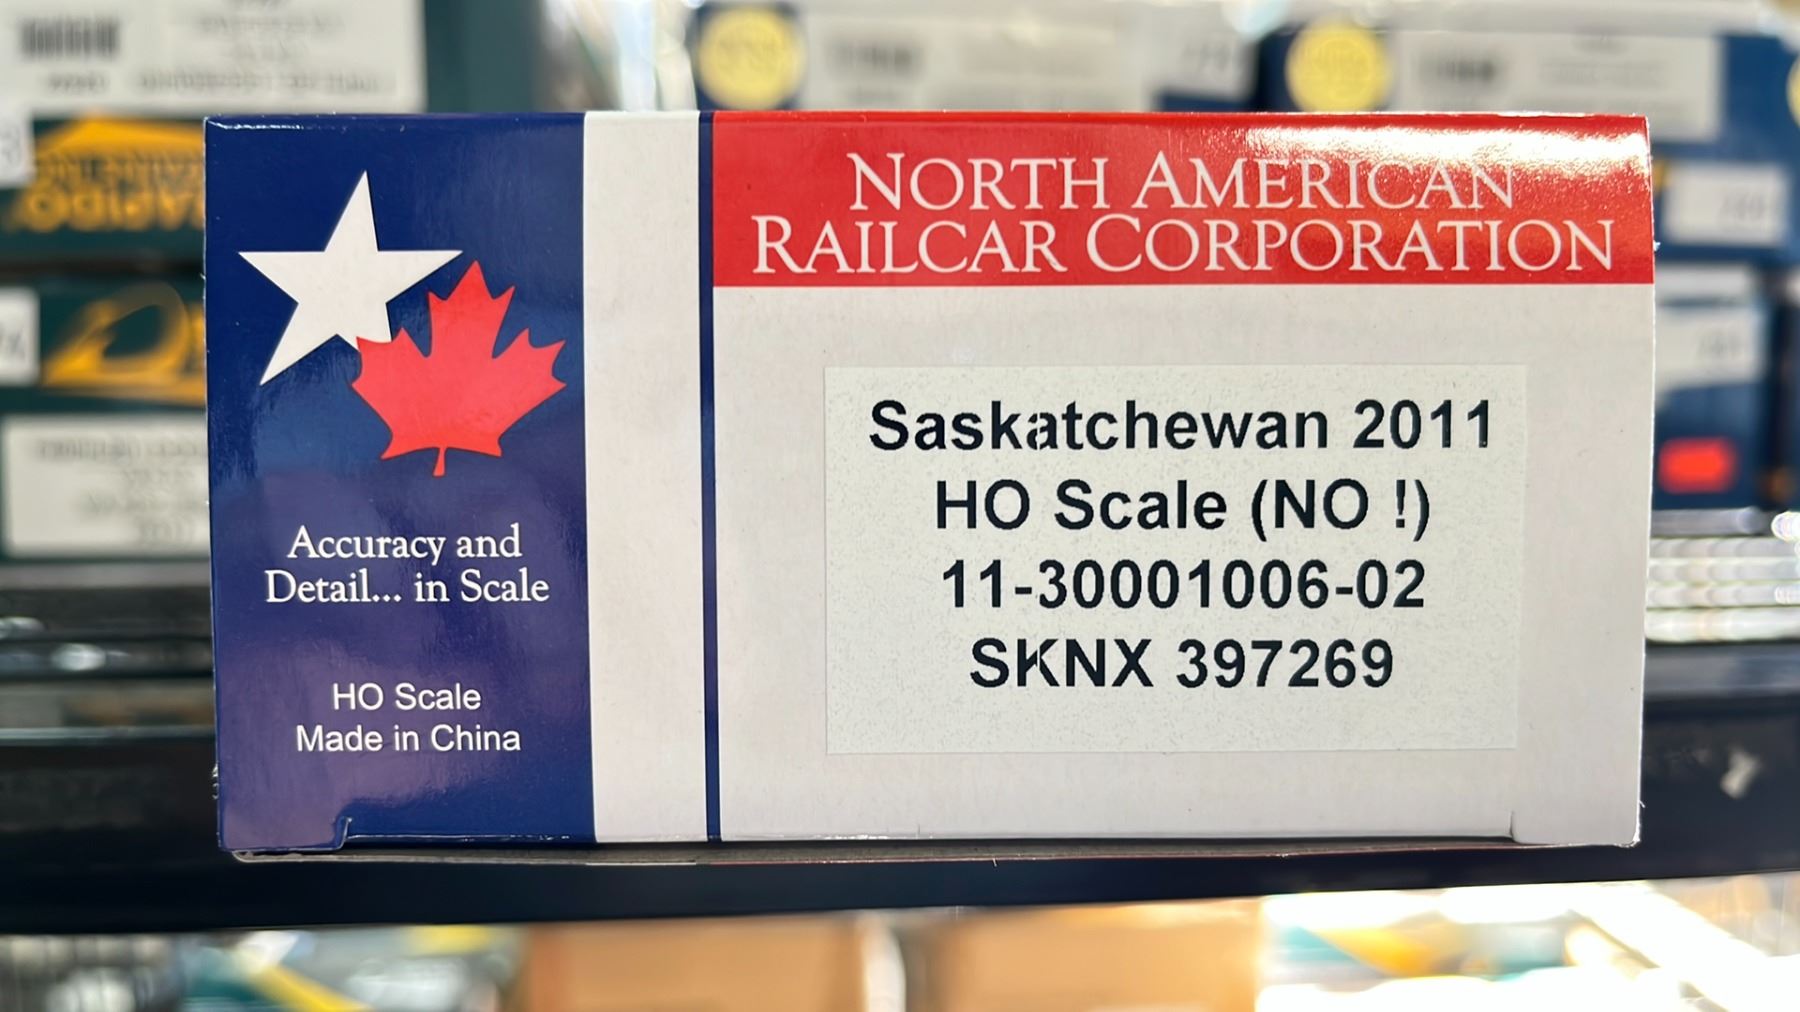 NORTH AMERICAN
RAILCAR CORPORATION
Saskatchewan 2011
HO Scale (NO !)
11-30001006-02
SKNX 397269
Accuracy and
Detail... in Scale
HO Scale
Made in China
RAPIDO